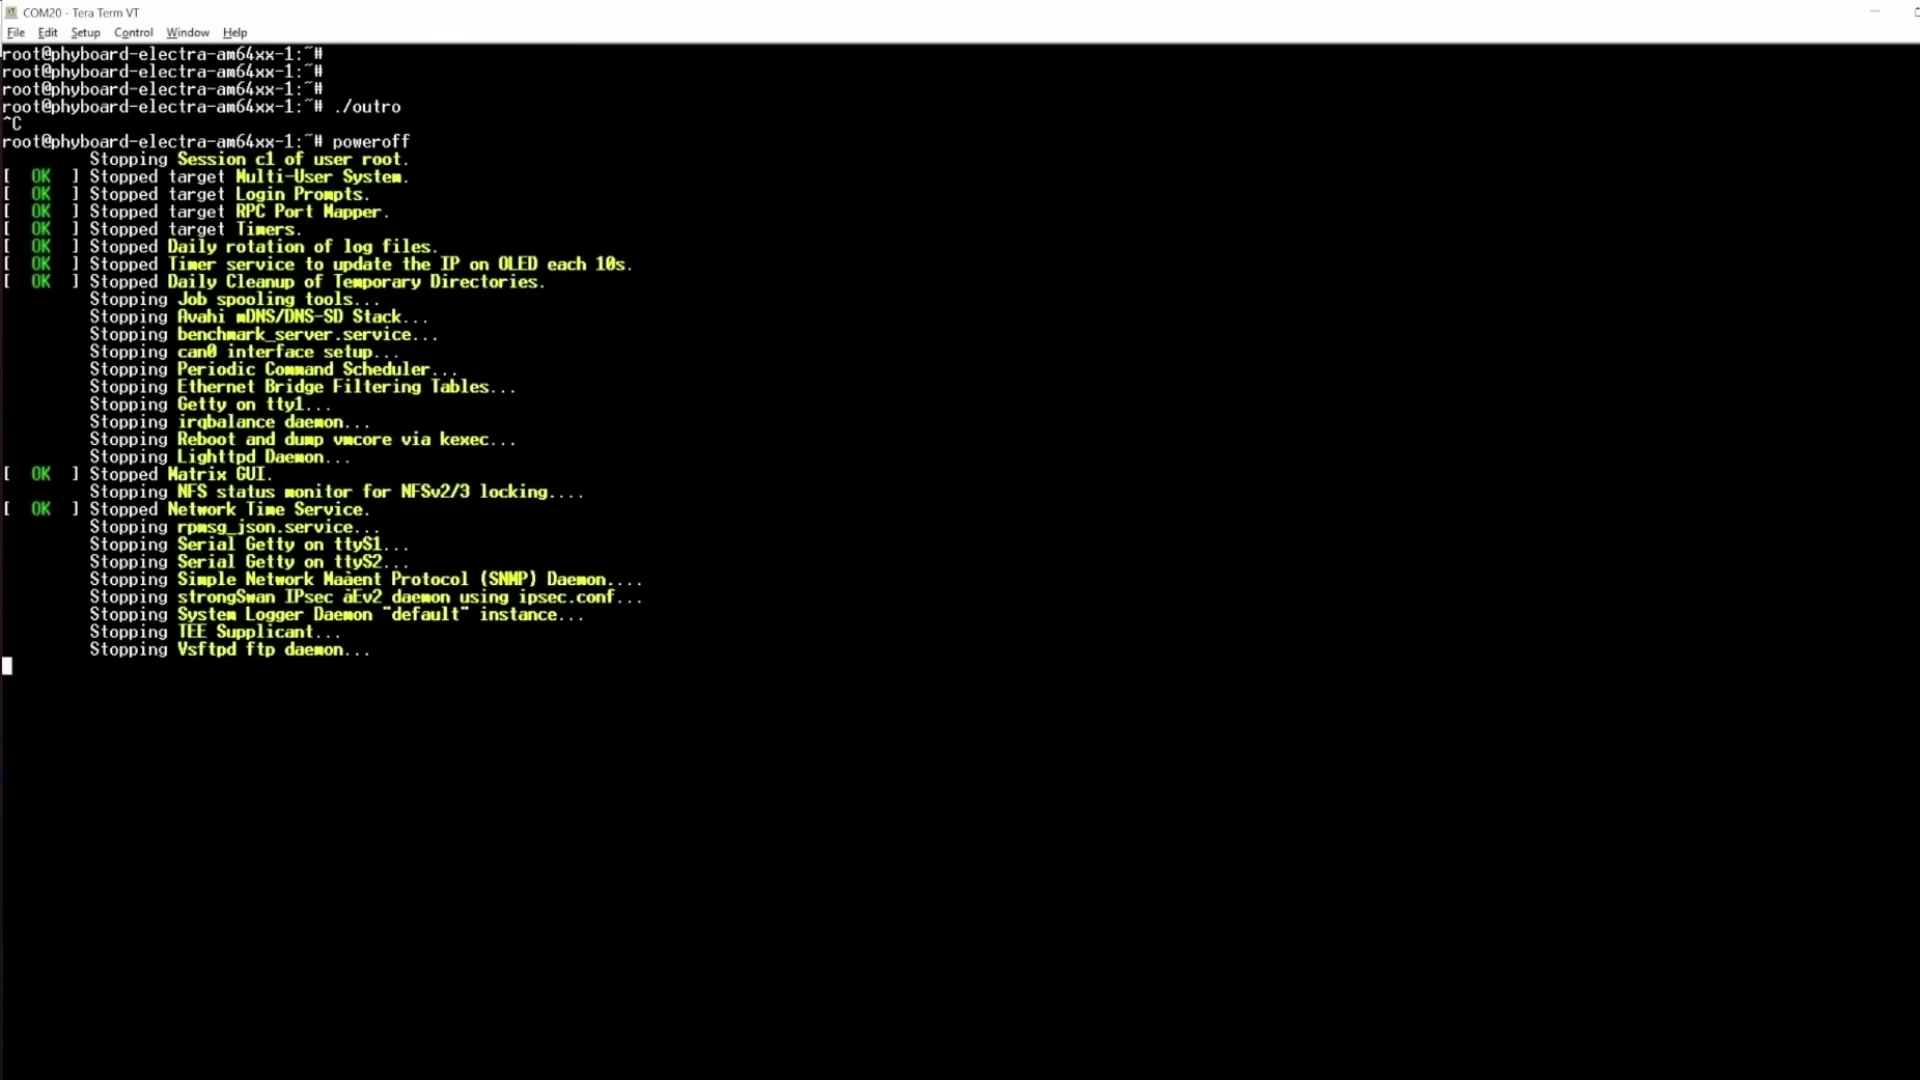 COM20 - Tera Term VT
File Edit Setup Control Window Help
root@phyboard-electra-am64xx-1:~#
root@phyboard-electra-am64xx-1:~#
root@phyboard-electra-am64xx-1:~#
root@phyboard-electra-am64xx-1:~# ./outro
^C
root@phyboard-electra-am64xx-1:~# poweroff
Stopping Session c1 of user root.
[ OK ] Stopped target Multi-User System.
[ OK ] Stopped target Login Prompts.
[ OK ] Stopped target RPC Port Mapper.
[ OK ] Stopped target Timers.
[ OK ] Stopped Daily rotation of log files.
[ OK ] Stopped Timer service to update the IP on OLED each 10s.
[ OK ] Stopped Daily Cleanup of Temporary Directories.
Stopping Job spooling tools...
Stopping Avahi mDNS/DNS-SD Stack...
Stopping benchmark_server.service...
Stopping can0 interface setup...
Stopping Periodic Command Scheduler...
Stopping Ethernet Bridge Filtering Tables...
Stopping Getty on tty1...
Stopping irqbalance daemon...
Stopping Reboot and dump vmcore via kexec...
Stopping Lighttpd Daemon...
[ OK ] Stopped Matrix GUI.
Stopping NFS status monitor for NFSv2/3 locking....
[ OK ] Stopped Network Time Service.
Stopping rpmsg_json.service...
Stopping Serial Getty on ttyS1...
Stopping Serial Getty on ttyS2...
Stopping Simple Network Maàent Protocol (SNMP) Daemon....
Stopping strongSwan IPsec àEv2 daemon using ipsec.conf...
Stopping System Logger Daemon "default" instance...
Stopping TEE Supplicant...
Stopping Vsftpd ftp daemon...